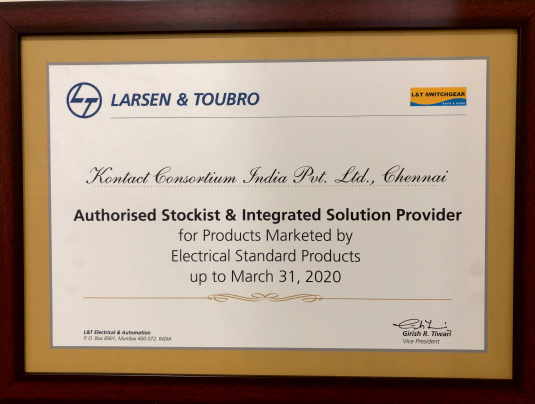 LT
LARSEN & TOUBRO
L&T SWITCHGEAR
Kontact Consortium India Pvt. Ltd., Chennai
Authorised Stockist & Integrated Solution Provider
for Products Marketed by
Electrical Standard Products
up to March 31, 2020
L&T Electrical & Automation
P. O. Box 8901, Mumbai 400 072, INDIA
Girish R. Tiwari
Vice President